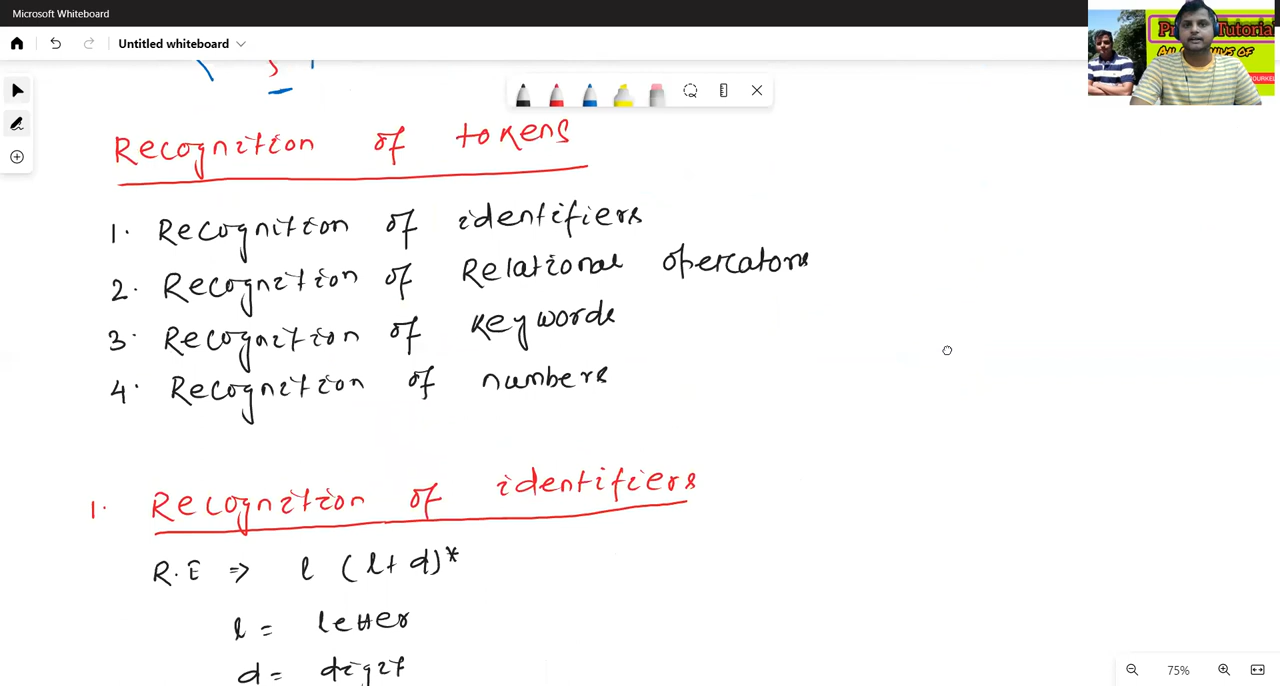 Microsoft Whiteboard
Untitled whiteboard
Recognition of tokens
1. Recognition of identifiers
2. Recognition of Relational operators
3. Recognition of keywords
4. Recognition of numbers
1. Recognition of identifiers
R.E ⇒ l (l+d)*
l = letter
d = digit
75%